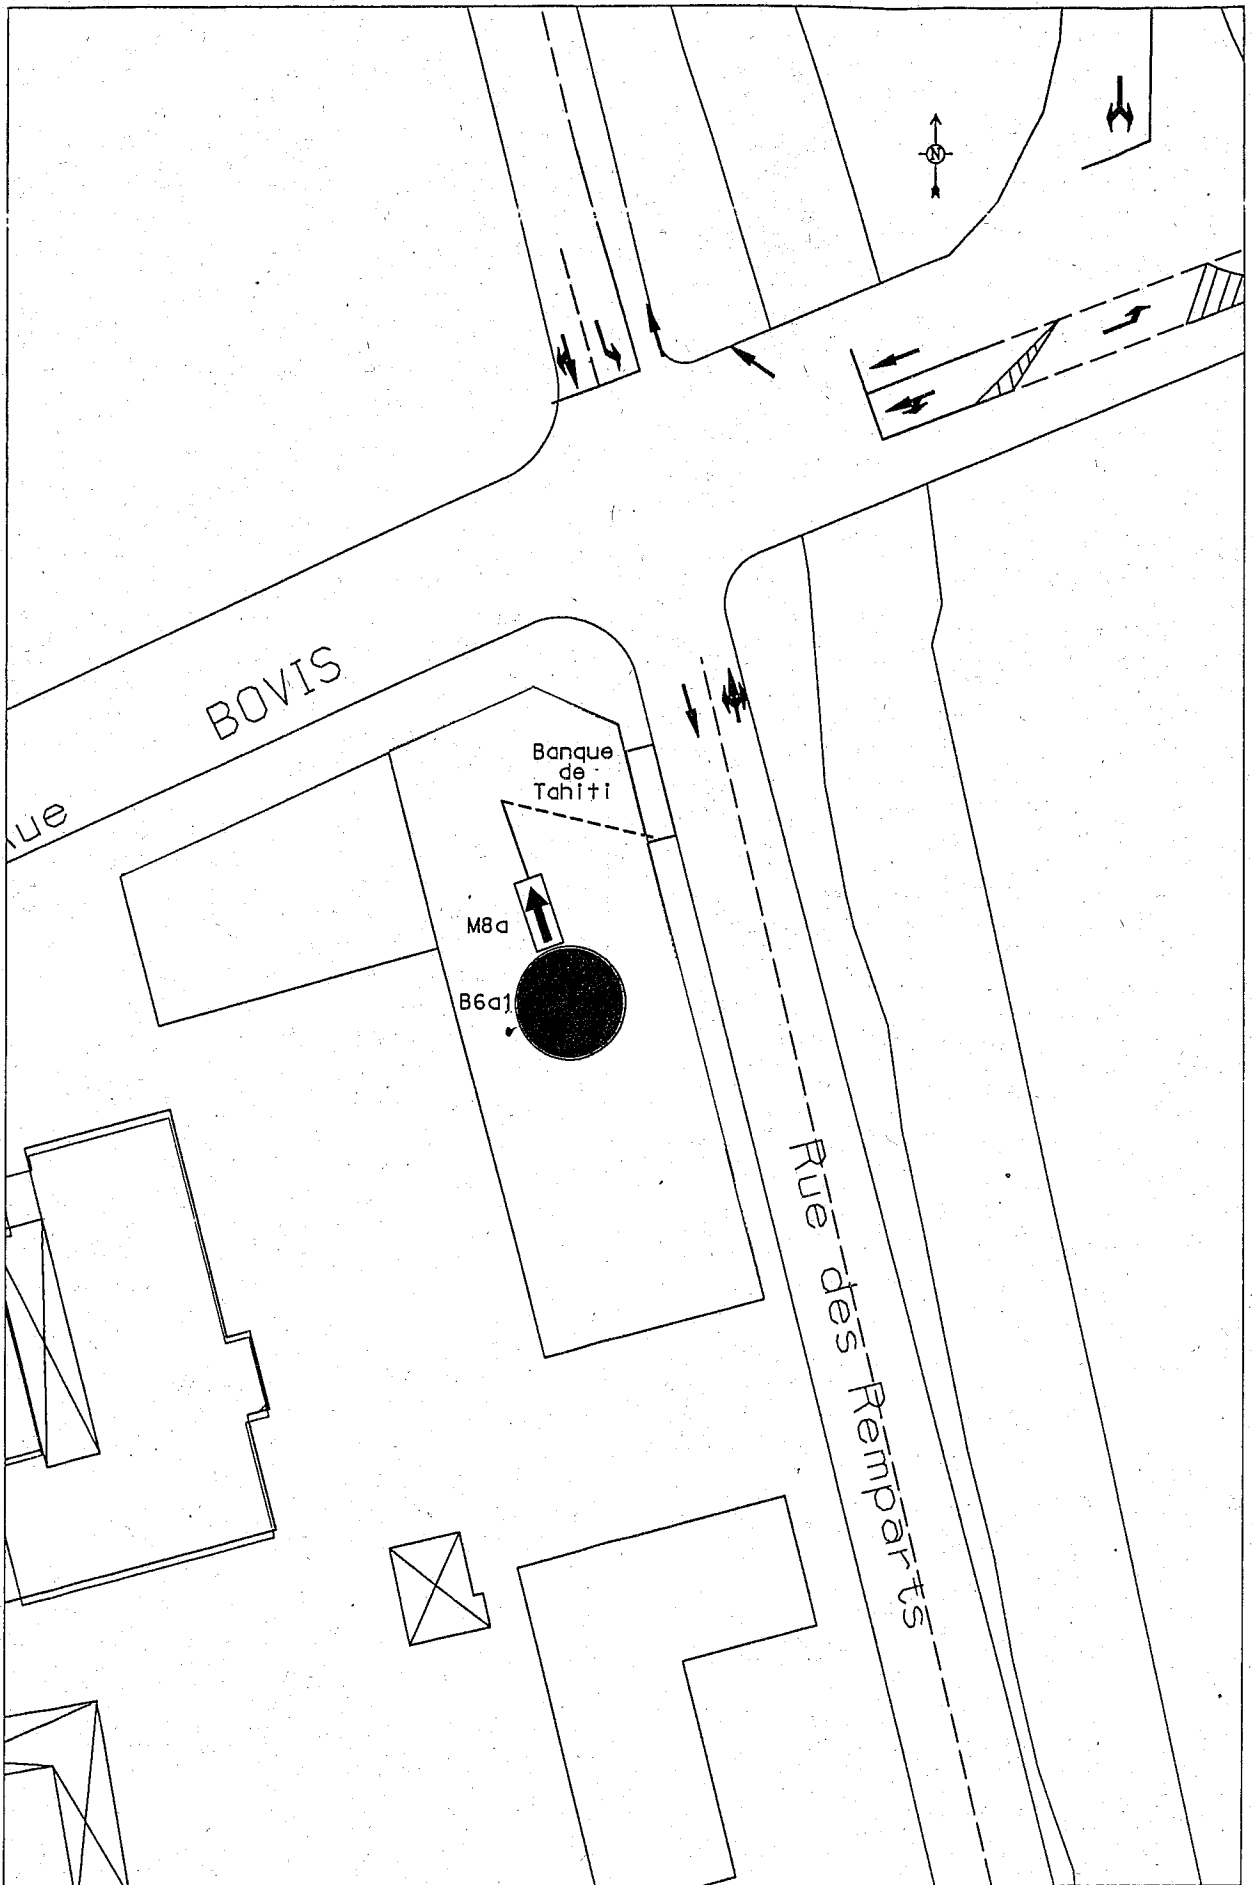 N
BOVIS
Rue
Banque
de
Tahiti
M8a
B6a1
Rue des Remparts